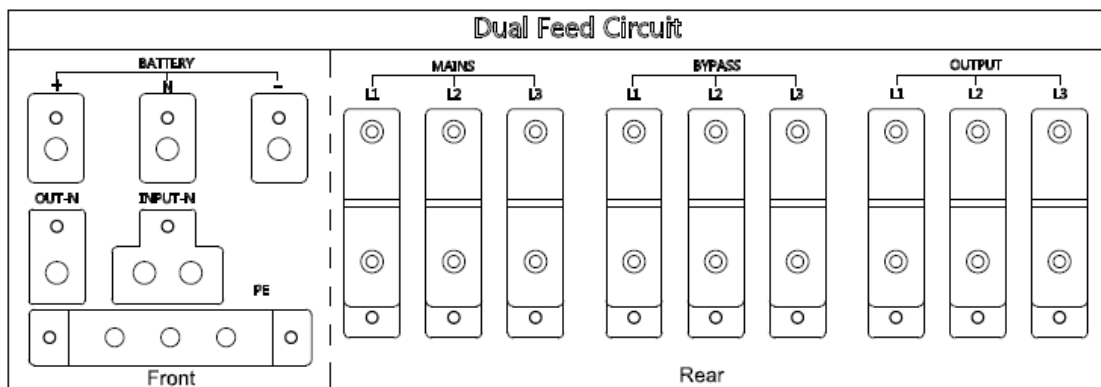 Dual Feed Circuit
BATTERY
+ N -
OUT-N INPUT-N
PE
Front
MAINS BYPASS OUTPUT
L1 L2 L3 L1 L2 L3 L1 L2 L3
Rear